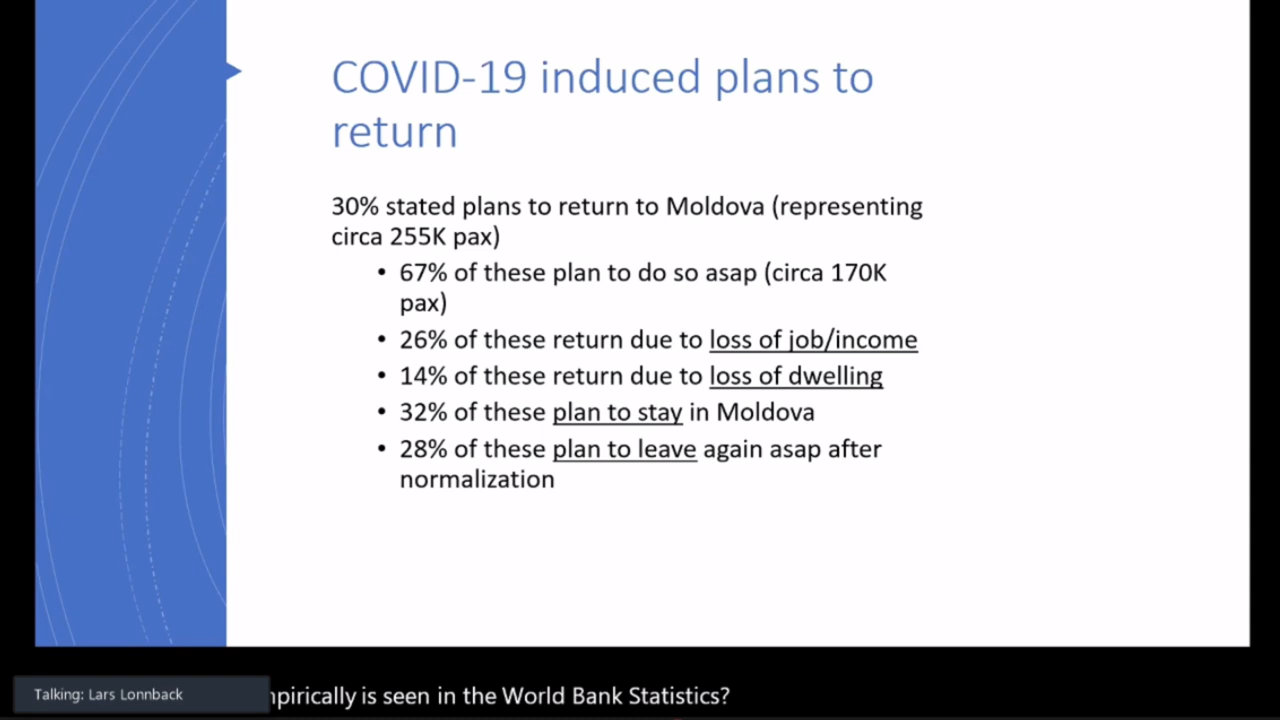 COVID-19 induced plans to
return
30% stated plans to return to Moldova (representing
circa 255K pax)
• 67% of these plan to do so asap (circa 170K
pax)
• 26% of these return due to loss of job/income
• 14% of these return due to loss of dwelling
• 32% of these plan to stay in Moldova
• 28% of these plan to leave again asap after
normalization
Talking: Lars Lonnback
is seen in the World Bank Statistics?